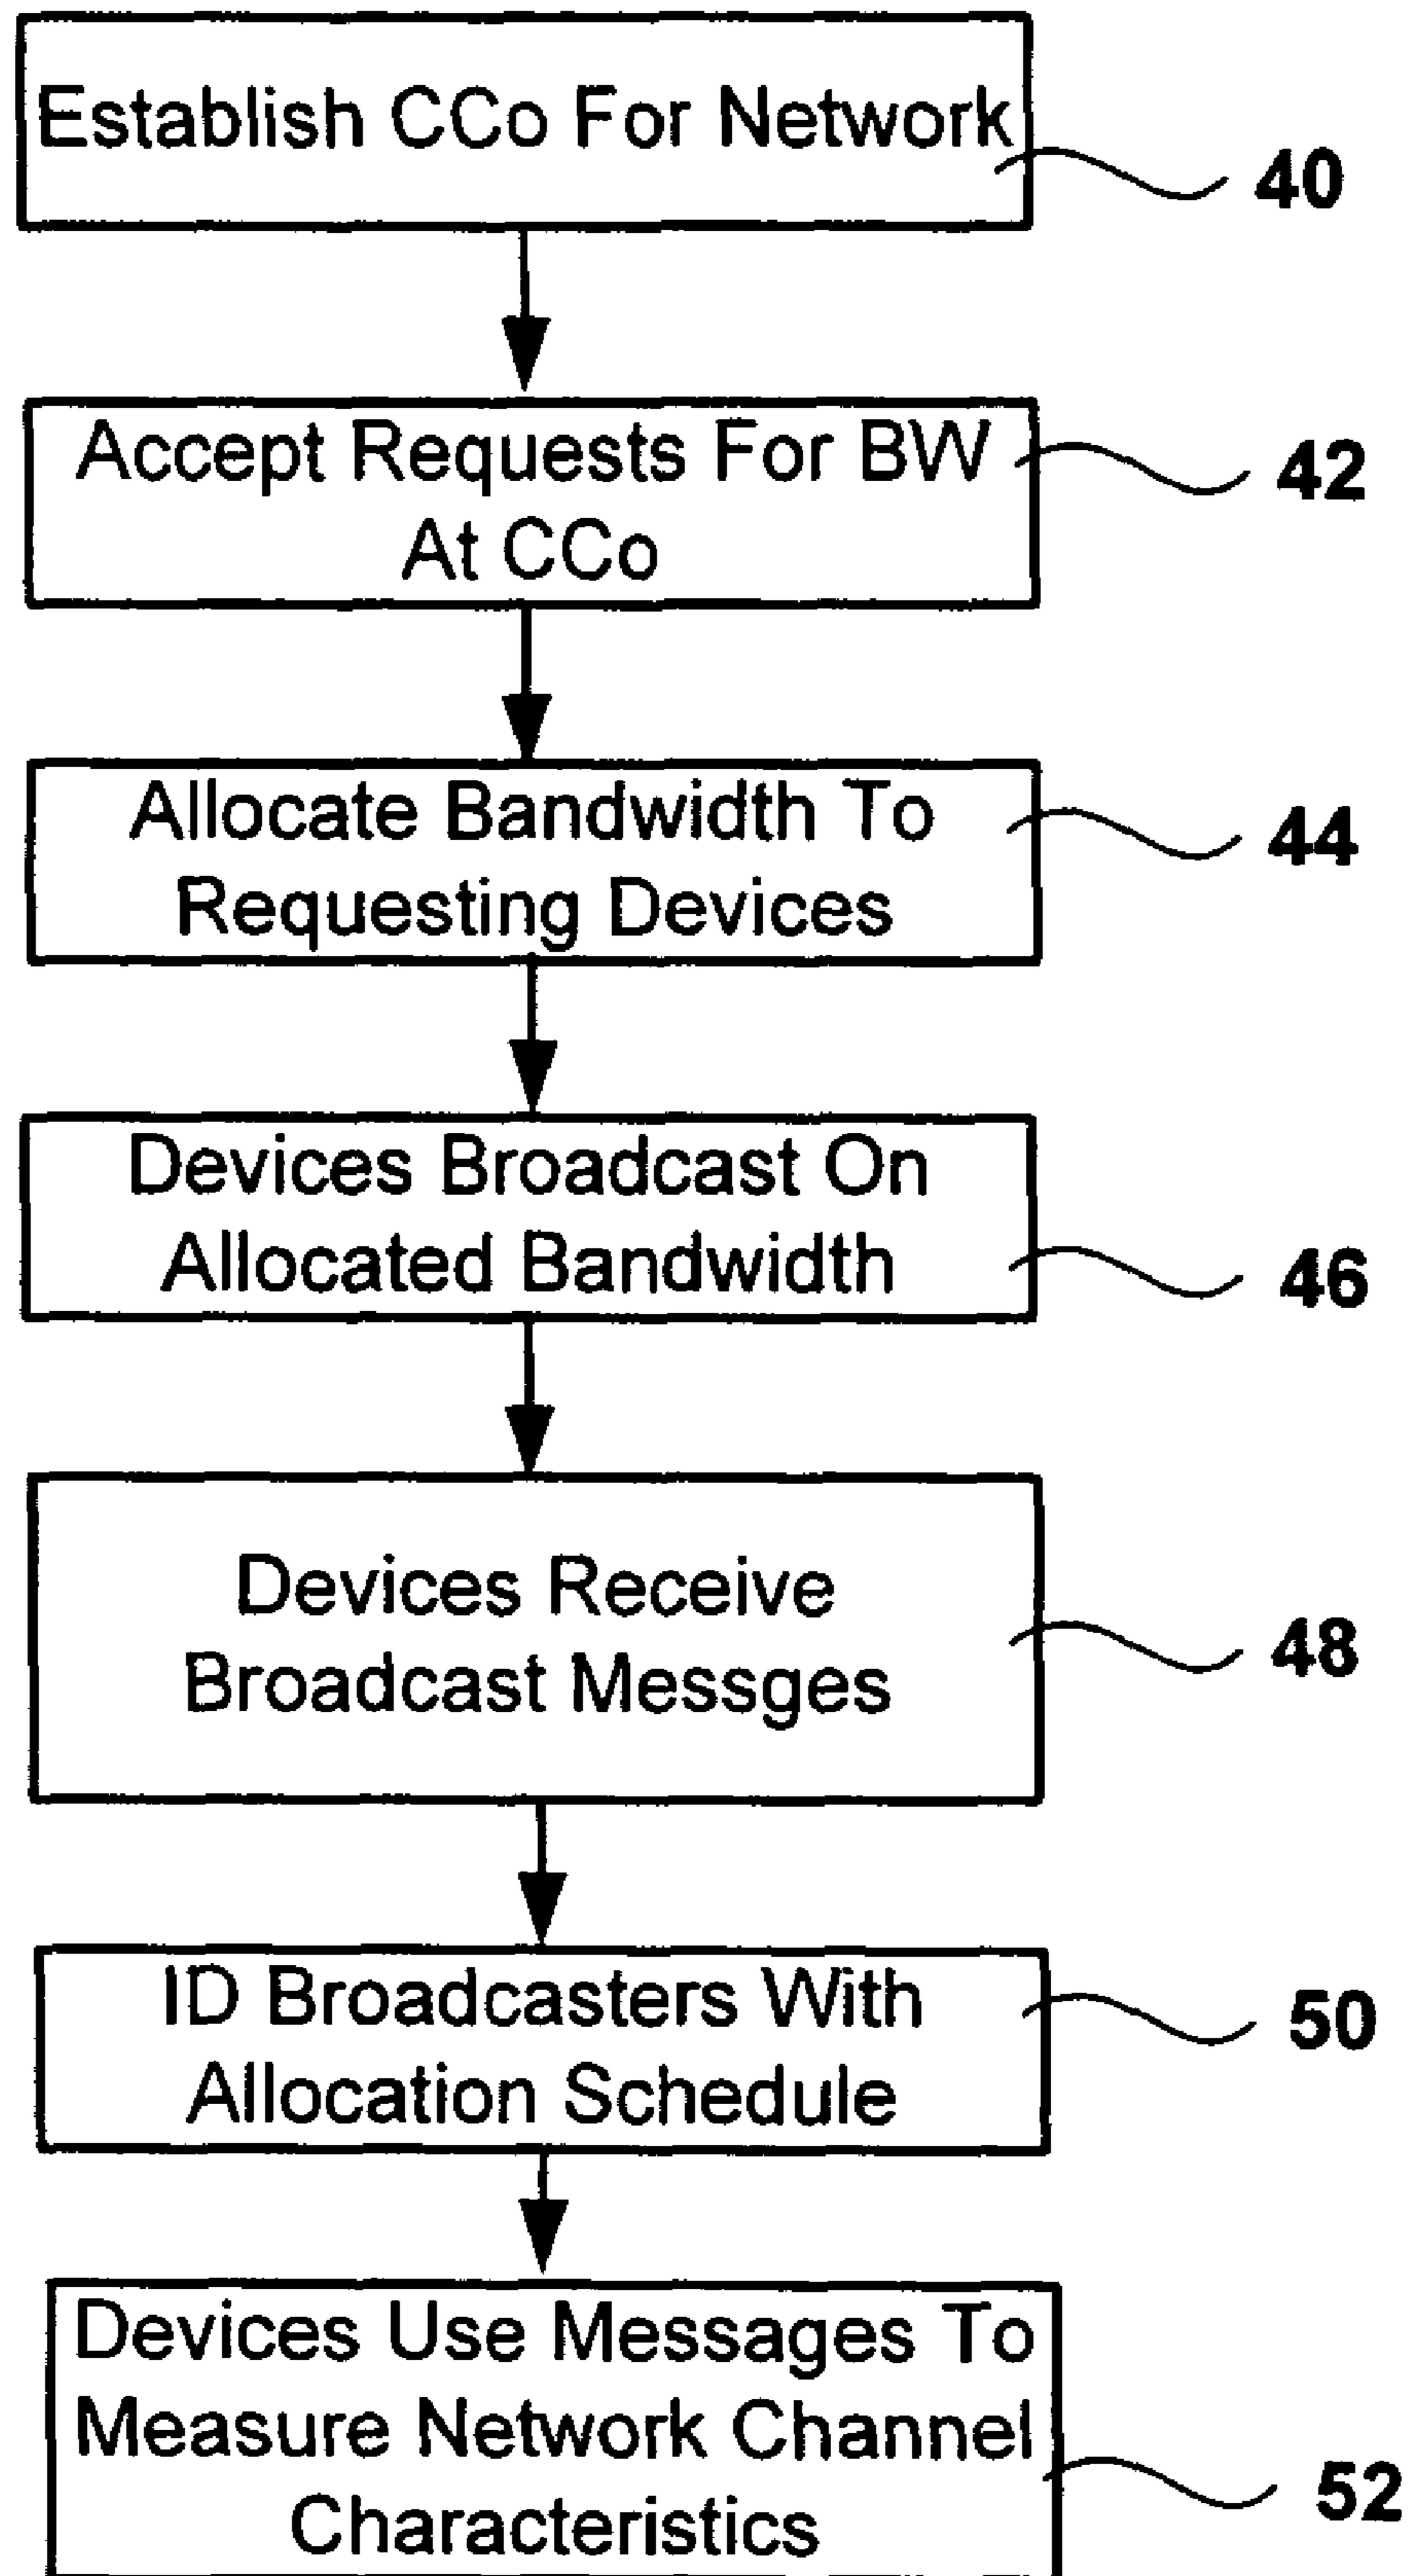 Establish CCo For Network
40
Accept Requests For BW
At CCo
42
Allocate Bandwidth To
Requesting Devices
44
Devices Broadcast On
Allocated Bandwidth
46
Devices Receive
Broadcast Messges
48
ID Broadcasters With
Allocation Schedule
50
Devices Use Messages To
Measure Network Channel
Characteristics
52